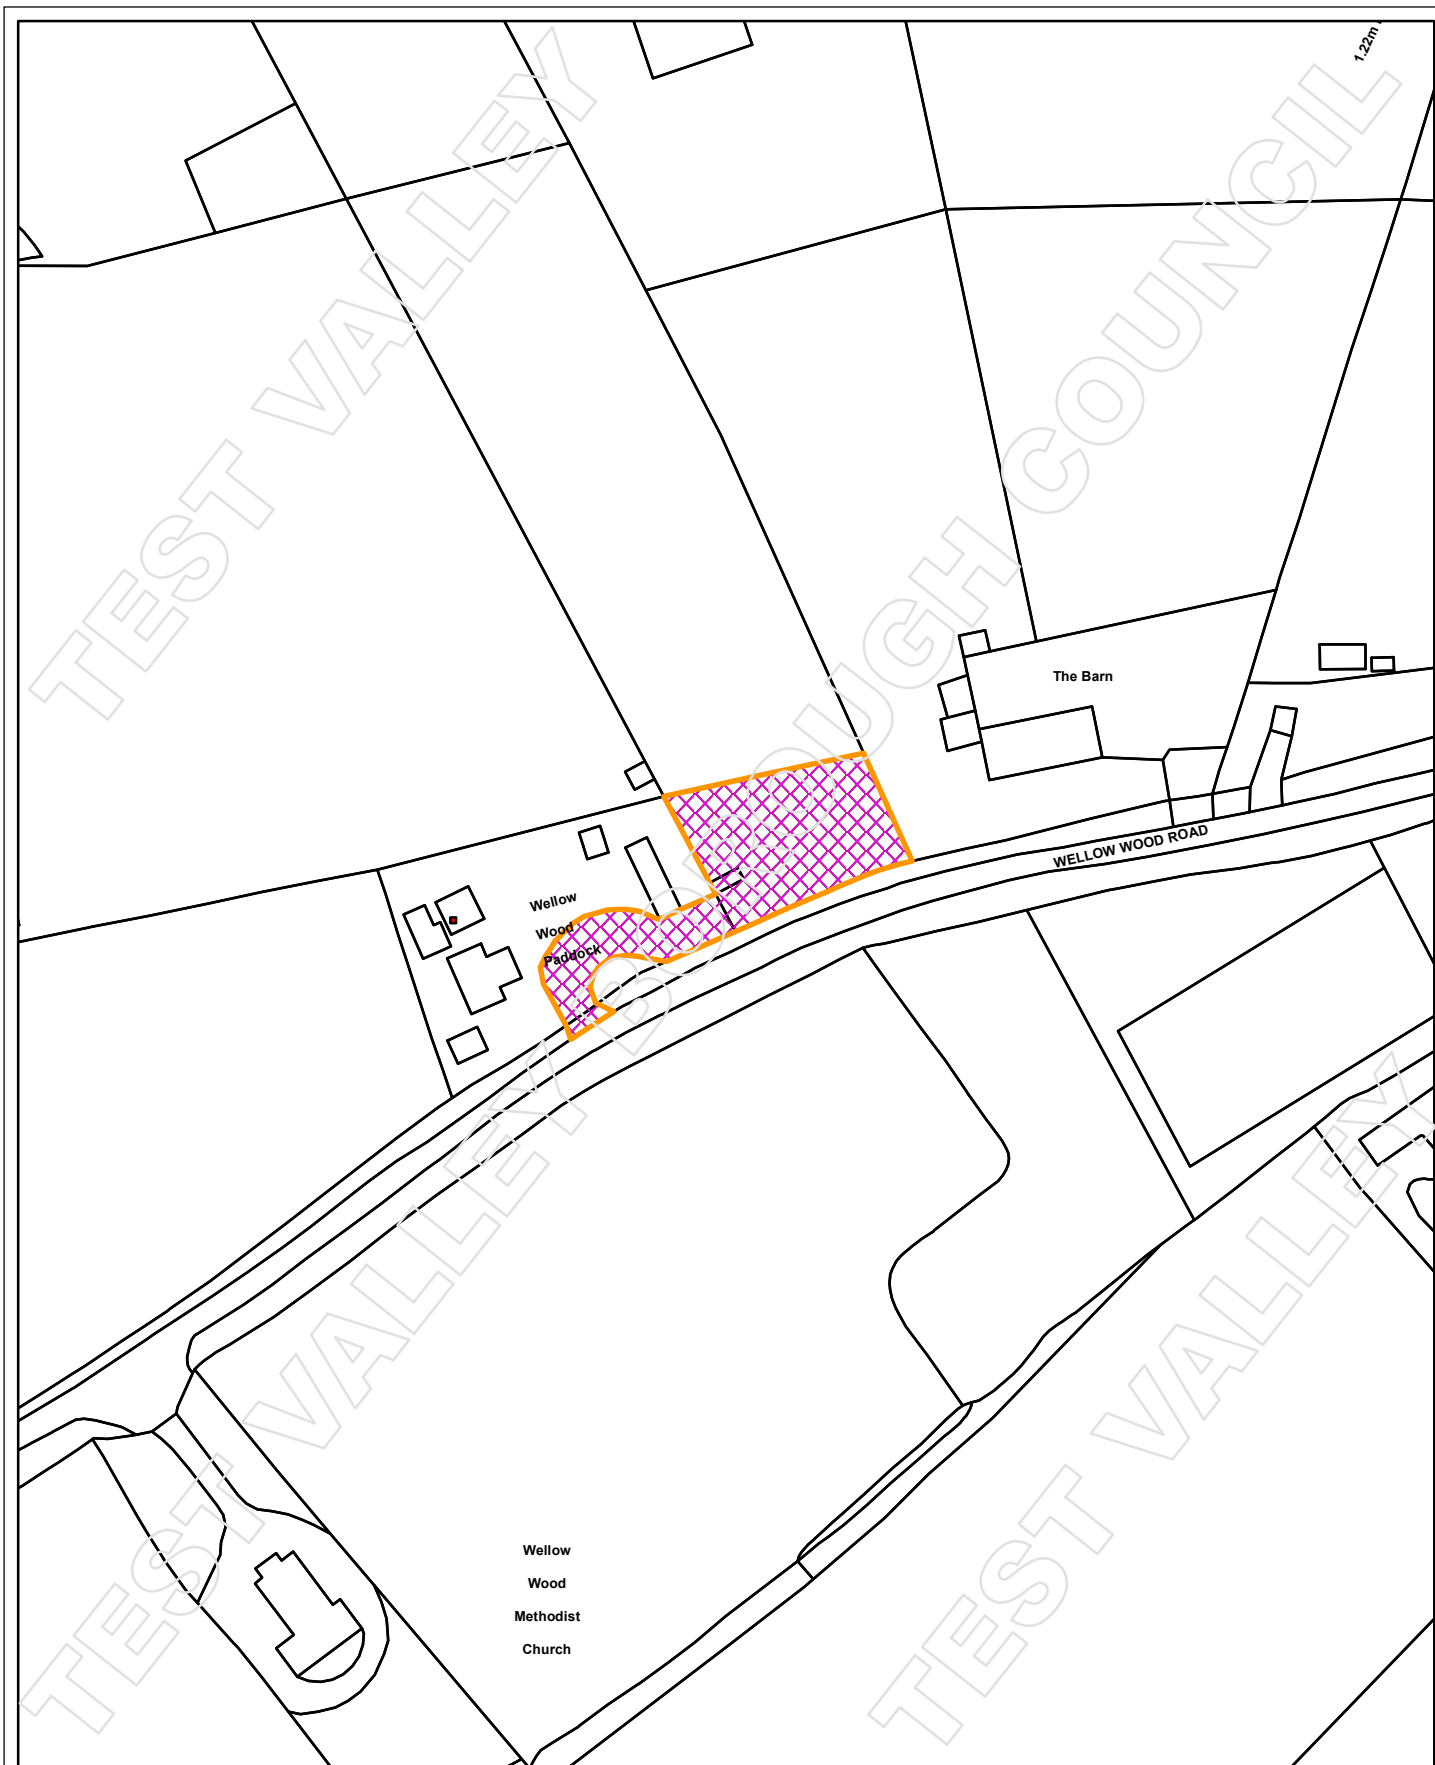 1.22m
TEST VALLEY BOROUGH COUNCIL
TEST VALLEY
TEST VALLEY
The Barn
WELLOW WOOD ROAD
Wellow
Wood
Paddock
Wellow
Wood
Methodist
Church